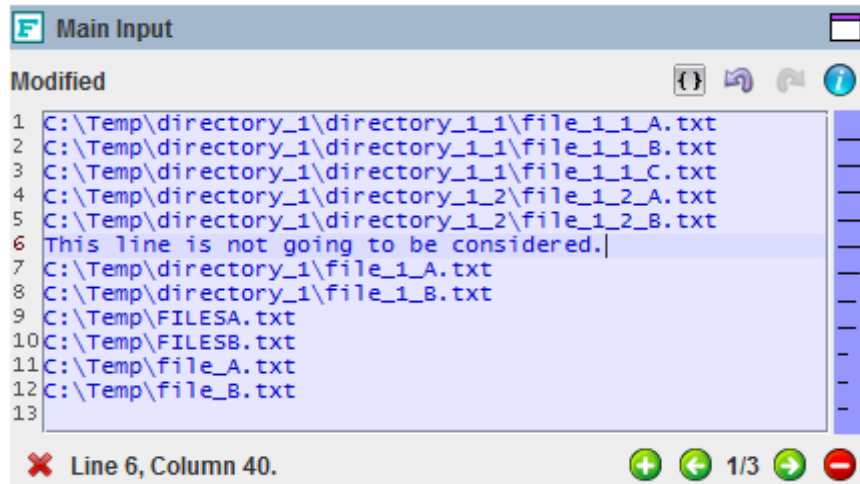 F Main Input
Modified {}
1 C:\Temp\directory_1\directory_1_1\file_1_1_A.txt
2 C:\Temp\directory_1\directory_1_1\file_1_1_B.txt
3 C:\Temp\directory_1\directory_1_1\file_1_1_C.txt
4 C:\Temp\directory_1\directory_1_2\file_1_2_A.txt
5 C:\Temp\directory_1\directory_1_2\file_1_2_B.txt
6 This line is not going to be considered.
7 C:\Temp\directory_1\file_1_A.txt
8 C:\Temp\directory_1\file_1_B.txt
9 C:\Temp\FILESA.txt
10 C:\Temp\FILESB.txt
11 C:\Temp\file_A.txt
12 C:\Temp\file_B.txt
13
Line 6, Column 40. 1/3